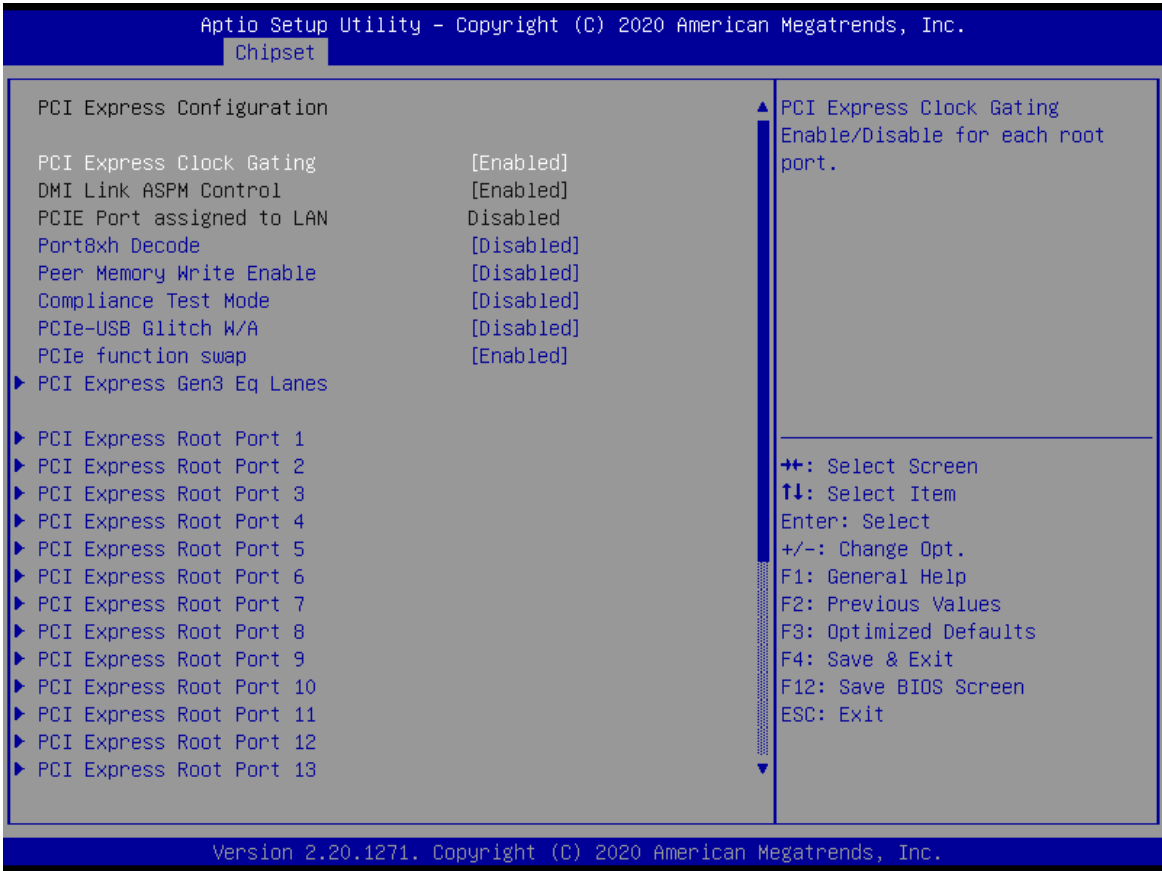 Aptio Setup Utility – Copyright (C) 2020 American Megatrends, Inc.
Chipset
PCI Express Configuration
PCI Express Clock Gating [Enabled]
DMI Link ASPM Control [Enabled]
PCIE Port assigned to LAN Disabled
Port8xh Decode [Disabled]
Peer Memory Write Enable [Disabled]
Compliance Test Mode [Disabled]
PCIe-USB Glitch W/A [Disabled]
PCIe function swap [Enabled]
PCI Express Gen3 Eq Lanes
PCI Express Root Port 1
PCI Express Root Port 2
PCI Express Root Port 3
PCI Express Root Port 4
PCI Express Root Port 5
PCI Express Root Port 6
PCI Express Root Port 7
PCI Express Root Port 8
PCI Express Root Port 9
PCI Express Root Port 10
PCI Express Root Port 11
PCI Express Root Port 12
PCI Express Root Port 13
PCI Express Clock Gating
Enable/Disable for each root
port.
→←: Select Screen
↑↓: Select Item
Enter: Select
+/-: Change Opt.
F1: General Help
F2: Previous Values
F3: Optimized Defaults
F4: Save & Exit
F12: Save BIOS Screen
ESC: Exit
Version 2.20.1271. Copyright (C) 2020 American Megatrends, Inc.